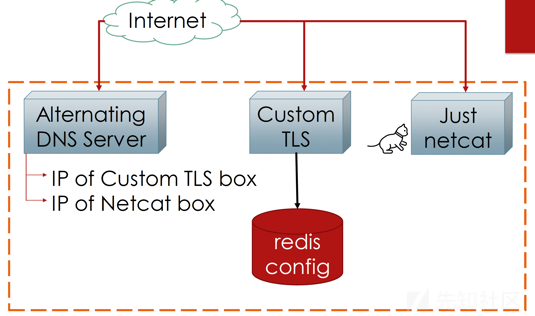 Internet
Alternating
DNS Server
Custom
TLS
Just
netcat
IP of Custom TLS box
IP of Netcat box
redis
config
先知社区